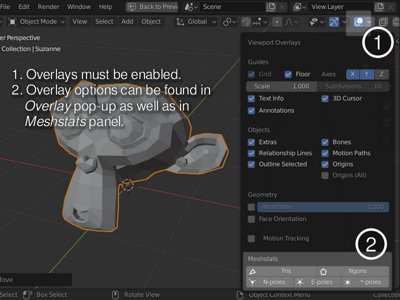 Edit Render Window Help
Back to Previ
Scene
View Layer
Object Mode View Select Add Object
Global
er Perspective
Collection | Suzanne
1
1. Overlays must be enabled.
2. Overlay options can be found in
Overlay pop-up as well as in
Meshstats panel.
Viewport Overlays
Guides
Grid Floor Axes X Y Z
Scale 1.000 Subdivisions 10
Text Info 3D Cursor
Annotations
Objects
Extras Bones
Relationship Lines Motion Paths
Outline Selected Origins
Origins (All)
Geometry
Wireframe 1.000
Face Orientation
Motion Tracking
2
Meshstats
Tris Ngons
N-poles E-poles *-poles
Move
Select Box Select Rotate View Object Context Menu Collection